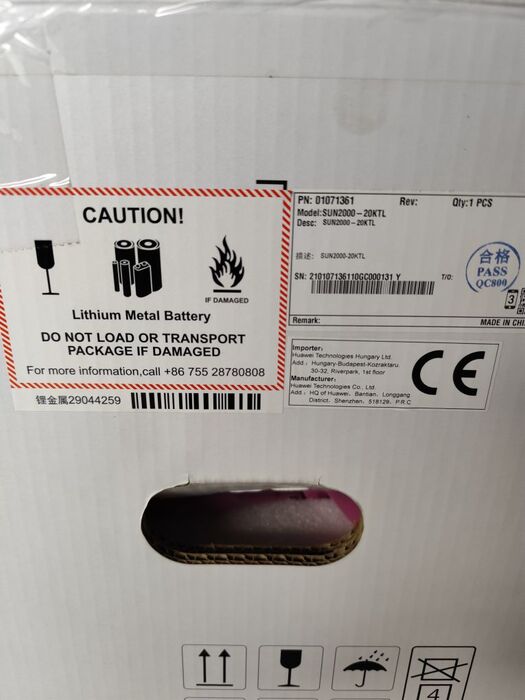 CAUTION!
IF DAMAGED
Lithium Metal Battery
DO NOT LOAD OR TRANSPORT
PACKAGE IF DAMAGED
For more information,call +86 755 28780808
锂金属29044259
PN: 01071361 Rev: Qty:1 PCS
Model:SUN2000-20KTL
Desc: SUN2000-20KTL
描述: SUN2000-20KTL
SN: 210107136110GC000131 Y T/O:
合格
PASS
QC800
3
Remark: MADE IN CHI
Importer:
Huawei Technologies Hungary Ltd.
Add.: Hungary-Budapest-Kozraktaru.
30-32, Riverpark, 1st floor
Manufacturer:
Huawei Technologies Co., Ltd.
Add.: HQ of Huawei, Bantian, Longgang
District, Shenzhen, 518129, P.R.C
CE
4